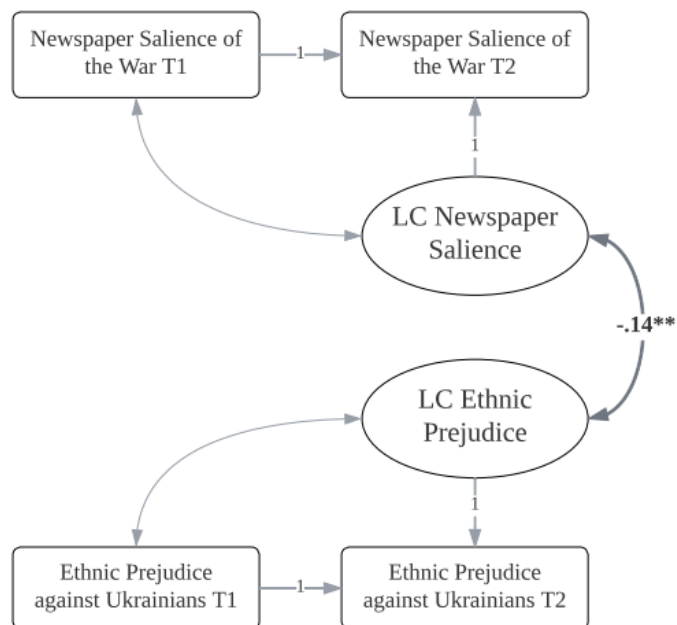 Newspaper Salience of
the War T1
1
Newspaper Salience of
the War T2
1
LC Newspaper
Salience
-.14**
LC Ethnic
Prejudice
1
Ethnic Prejudice
against Ukrainians T1
1
Ethnic Prejudice
against Ukrainians T2